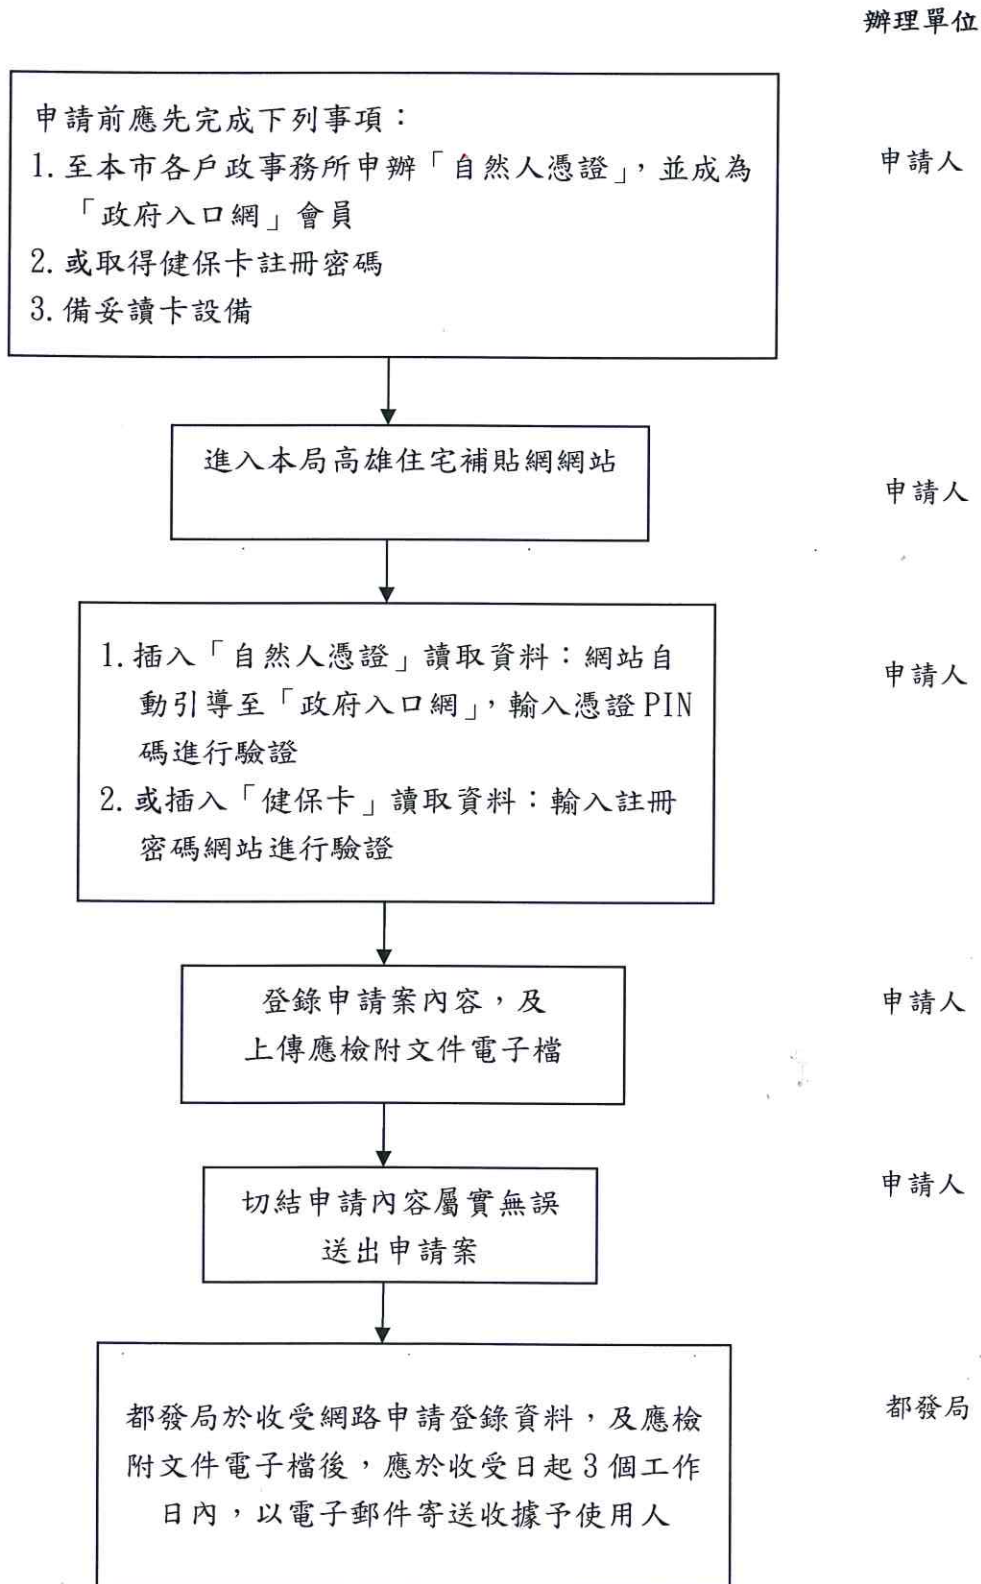 辦理單位
申請前應先完成下列事項：
1.至本市各戶政事務所申辦「自然人憑證」，並成為
「政府入口網」會員
2.或取得健保卡註冊密碼
3.備妥讀卡設備
申請人
進入本局高雄住宅補貼網網站
申請人
1.插入「自然人憑證」讀取資料：網站自
動引導至「政府入口網」，輸入憑證 PIN
碼進行驗證
2.或插入「健保卡」讀取資料：輸入註冊
密碼網站進行驗證
申請人
登錄申請案內容，及
上傳應檢附文件電子檔
申請人
切結申請內容屬實無誤
送出申請案
申請人
都發局於收受網路申請登錄資料，及應檢
附文件電子檔後，應於收受日起 3 個工作
日內，以電子郵件寄送收據予使用人
都發局